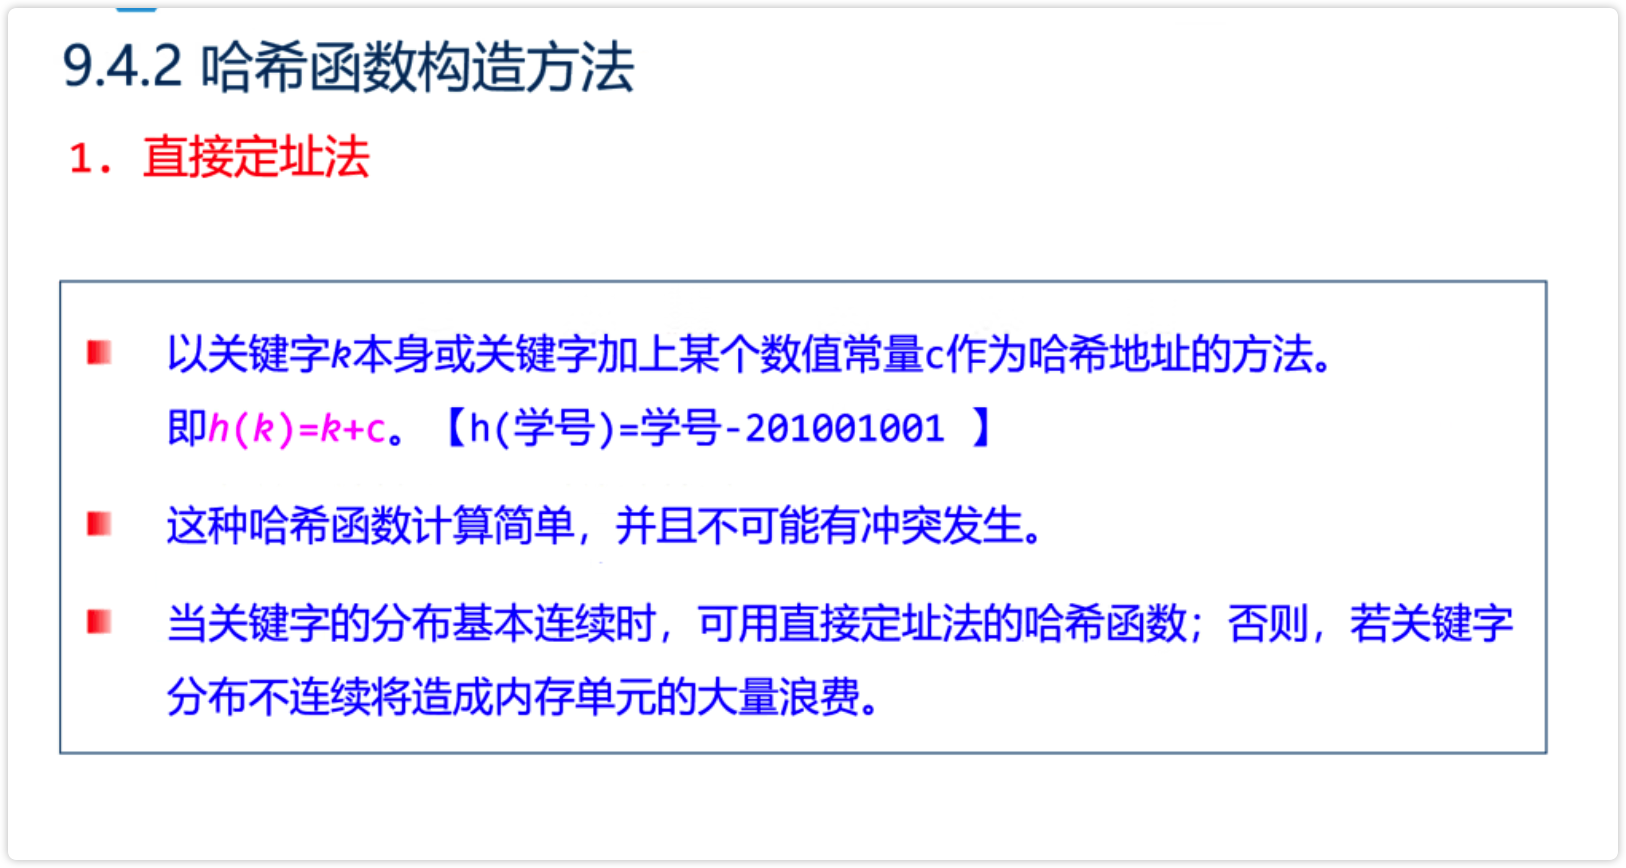 9.4.2 哈希函数构造方法
1. 直接定址法
以关键字k本身或关键字加上某个数值常量c作为哈希地址的方法。
即h(k)=k+c。【h(学号)=学号-201001001 】
这种哈希函数计算简单，并且不可能有冲突发生。
当关键字的分布基本连续时，可用直接定址法的哈希函数；否则，若关键字
分布不连续将造成内存单元的大量浪费。